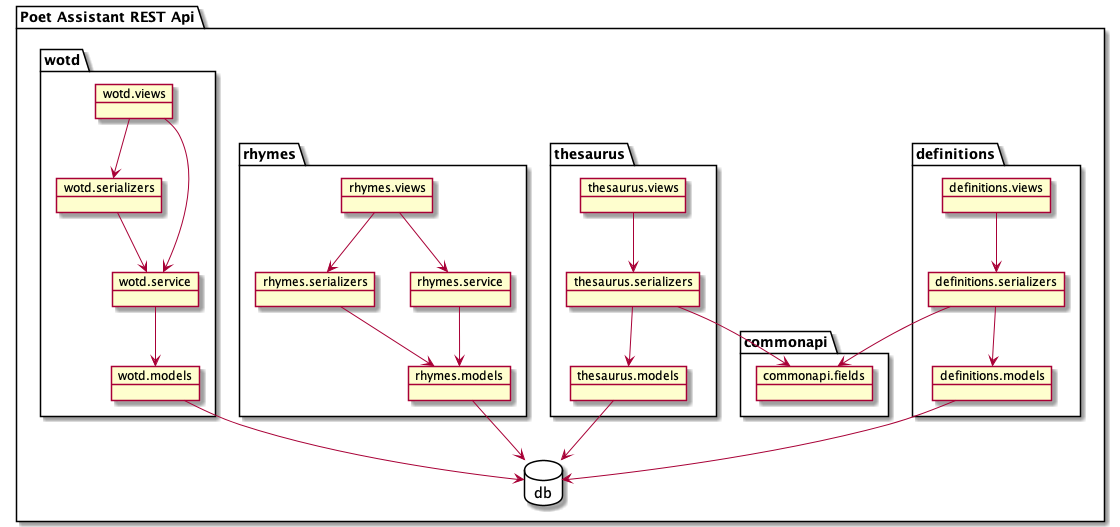 Poet Assistant REST Api
wotd
wotd.views
wotd.serializers
wotd.service
wotd.models
rhymes
rhymes.views
rhymes.serializers
rhymes.service
rhymes.models
thesaurus
thesaurus.views
thesaurus.serializers
thesaurus.models
commonapi
commonapi.fields
definitions
definitions.views
definitions.serializers
definitions.models
db